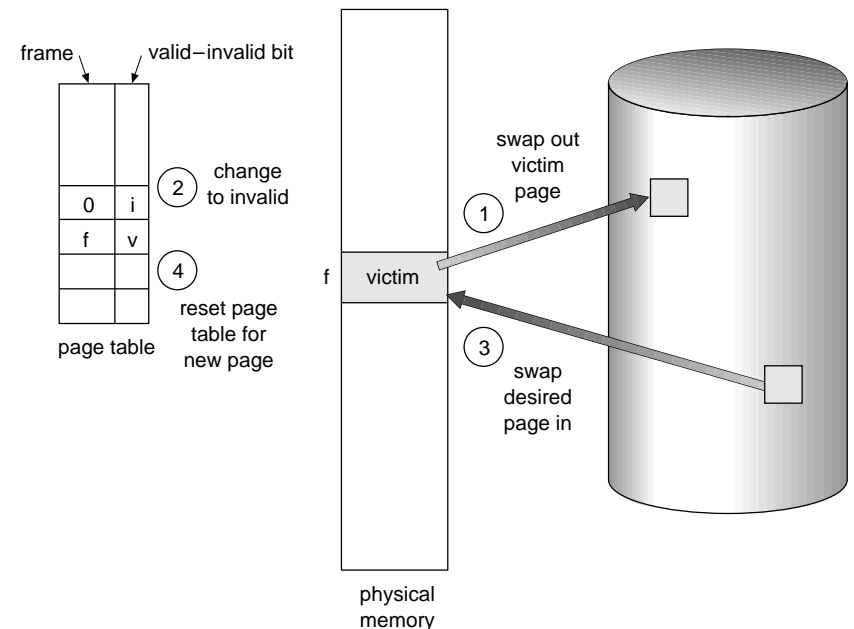 frame
valid–invalid bit
0 i
f v
page table
2
change
to invalid
4
reset page
table for
new page
f
victim
physical
memory
1
swap out
victim
page
3
swap
desired
page in